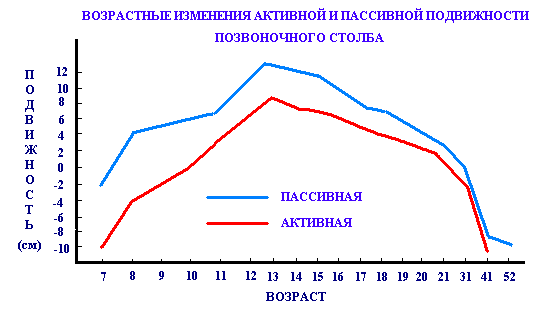 ВОЗРАСТНЫЕ ИЗМЕНЕНИЯ АКТИВНОЙ И ПАССИВНОЙ ПОДВИЖНОСТИ
ПОЗВОНОЧНОГО СТОЛБА
ПОДВИЖНОСТЬ
(см)
12
10
8
6
4
2
0
-2
-4
-6
-8
-10
ПАССИВНАЯ
АКТИВНАЯ
7 8 9 10 11 12 13 14 15 16 17 18 19 20 21 31 41 52
ВОЗРАСТ